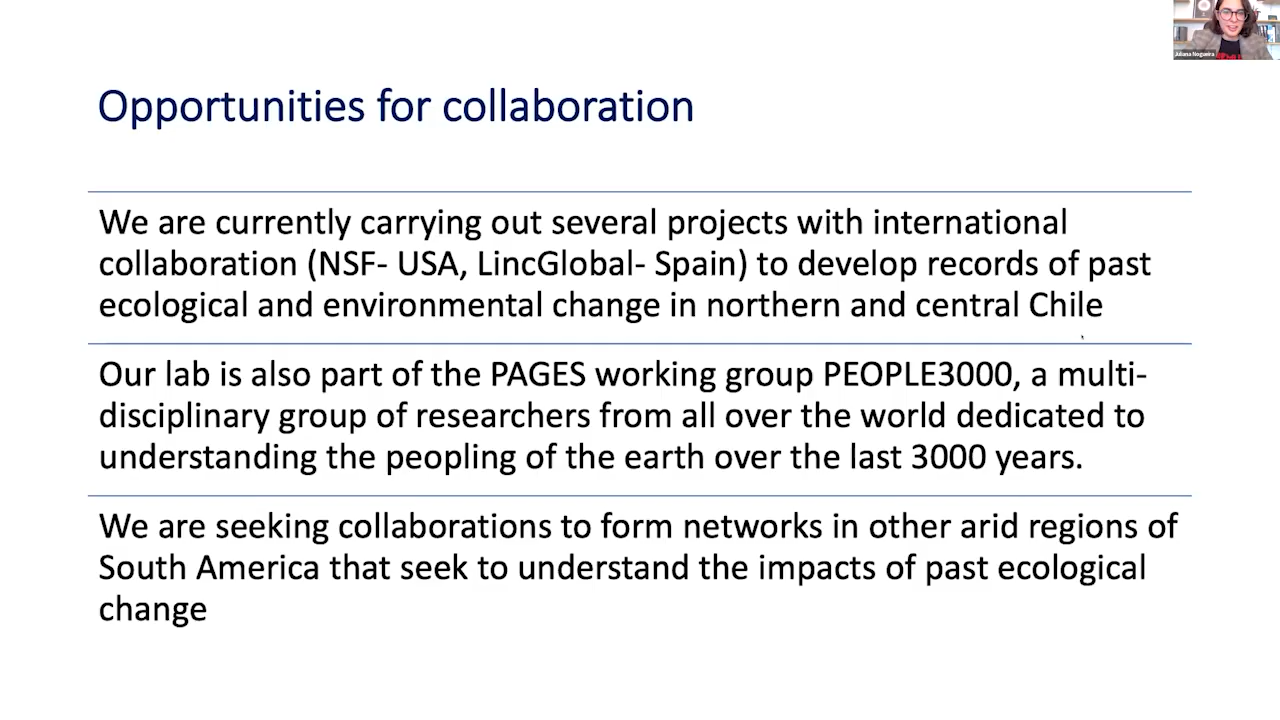 Juliana Nogueira
Opportunities for collaboration
We are currently carrying out several projects with international
collaboration (NSF- USA, LincGlobal- Spain) to develop records of past
ecological and environmental change in northern and central Chile
Our lab is also part of the PAGES working group PEOPLE3000, a multi-
disciplinary group of researchers from all over the world dedicated to
understanding the peopling of the earth over the last 3000 years.
We are seeking collaborations to form networks in other arid regions of
South America that seek to understand the impacts of past ecological
change